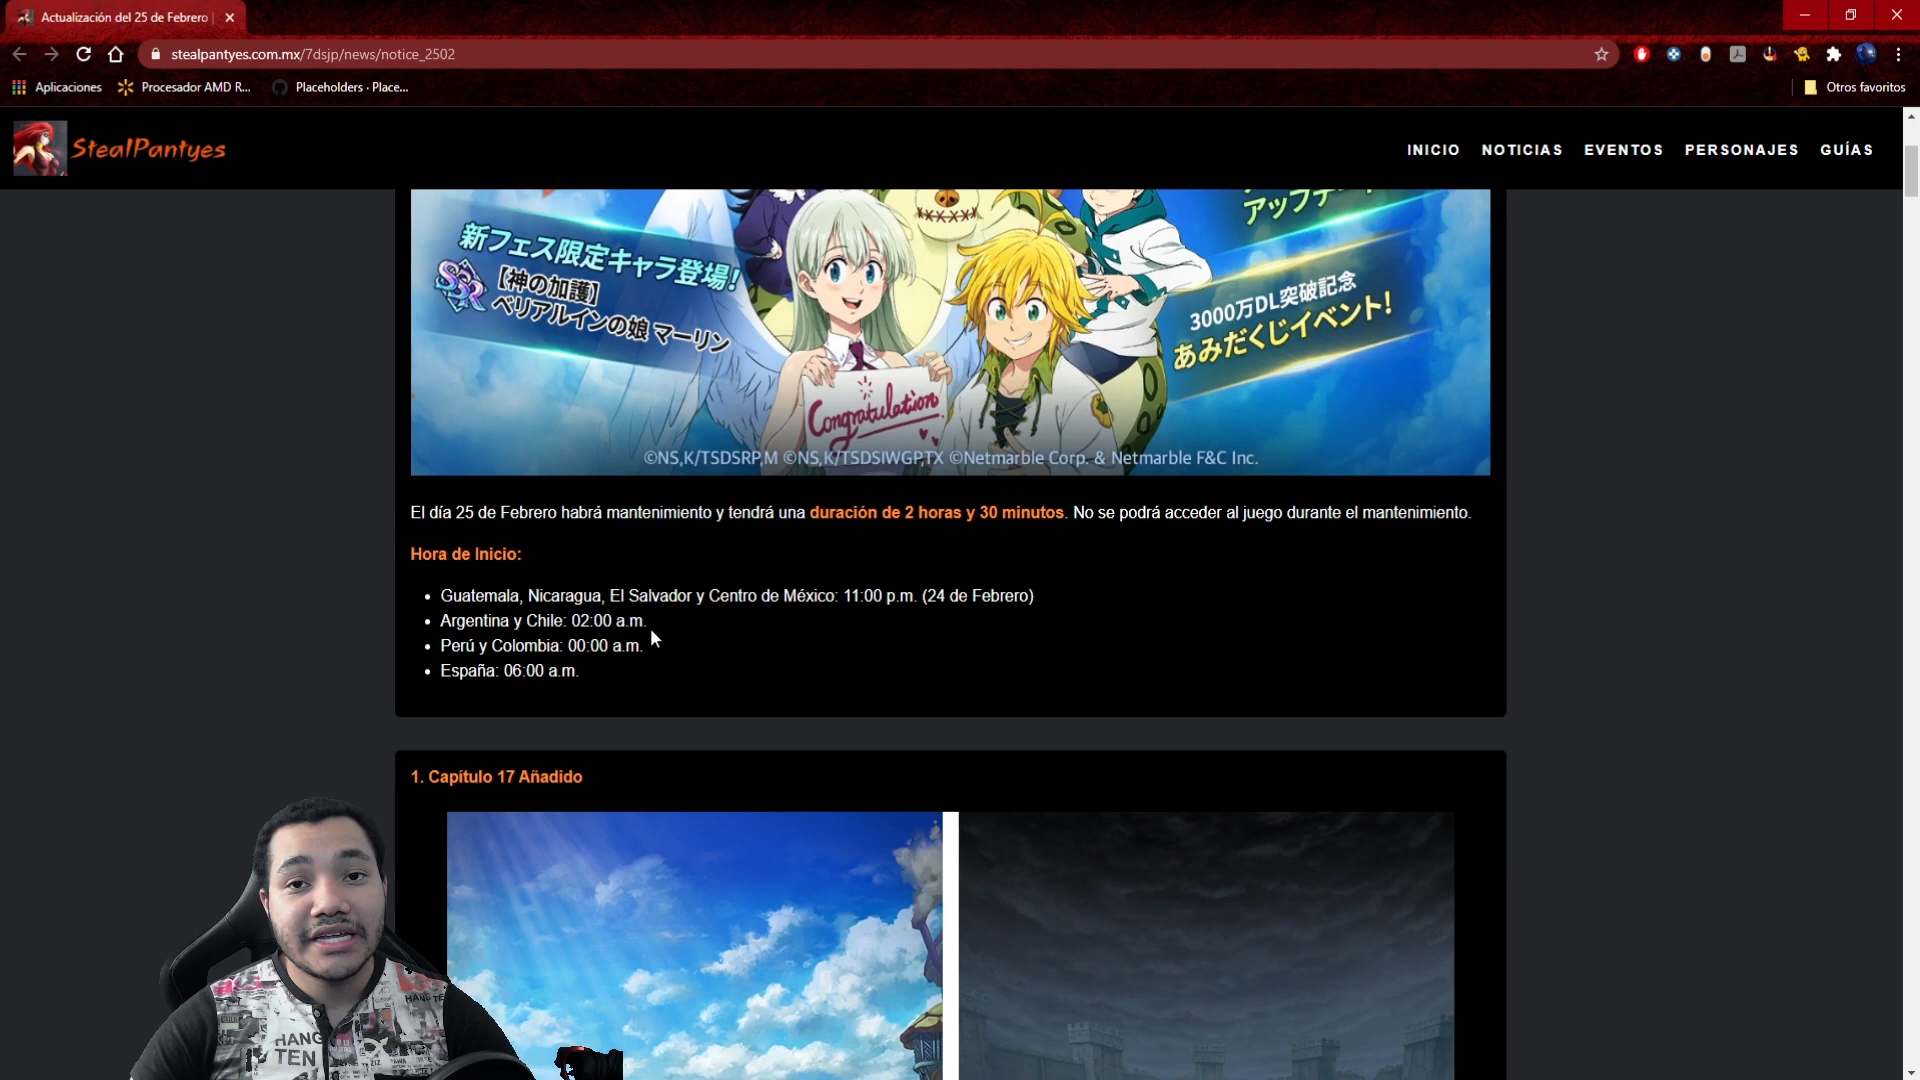 Actualización del 25 de Febrero |
stealpantyes.com.mx/7dsjp/news/notice_2502
Aplicaciones
Procesador AMD R...
Placeholders · Place...
Otros favoritos
StealPantyes
INICIO
NOTICIAS
EVENTOS
PERSONAJES
GUÍAS
新フェス限定キャラ登場!
SSR
【神の加護】
ベリアルインの娘 マーリン
3000万DL突破記念
あみだくじイベント!
Congratulation
©NS,K/TSDSRP,M ©NS,K/TSDSIWGP,TX ©Netmarble Corp. & Netmarble F&C Inc.
El día 25 de Febrero habrá mantenimiento y tendrá una duración de 2 horas y 30 minutos. No se podrá acceder al juego durante el mantenimiento.
Hora de Inicio:
Guatemala, Nicaragua, El Salvador y Centro de México: 11:00 p.m. (24 de Febrero)
Argentina y Chile: 02:00 a.m.
Perú y Colombia: 00:00 a.m.
España: 06:00 a.m.
1. Capítulo 17 Añadido
HANG
TEN